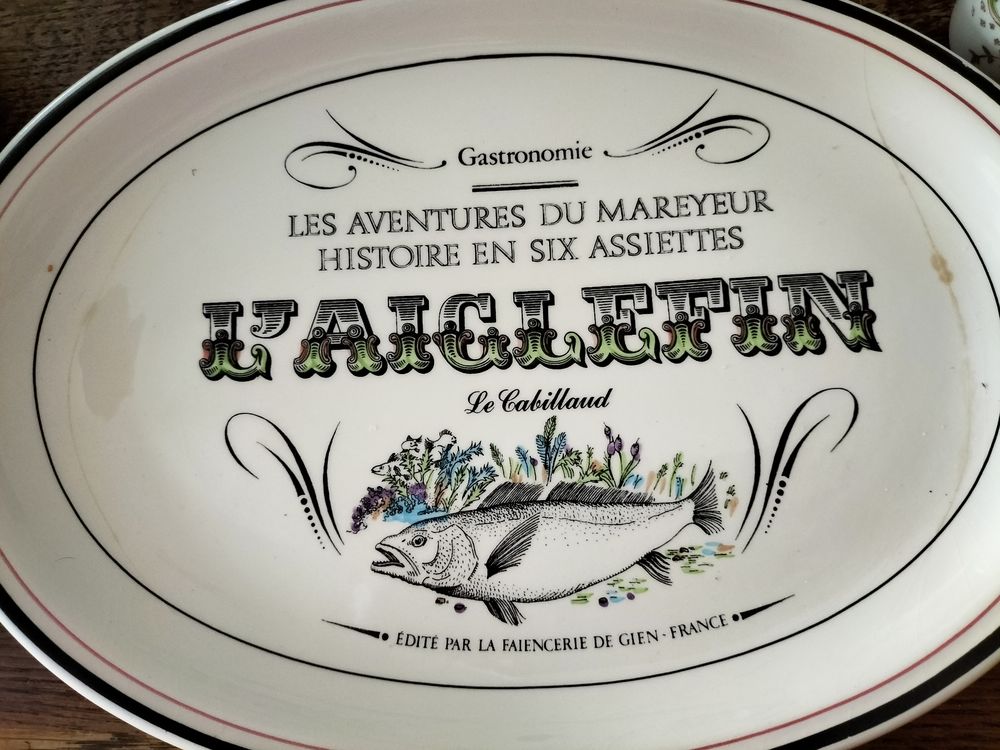 Gastronomie
LES AVENTURES DU MAREYEUR
HISTOIRE EN SIX ASSIETTES
L'AIGLEFIN
Le Cabillaud
ÉDITÉ PAR LA FAIENCERIE DE GIEN - FRANCE